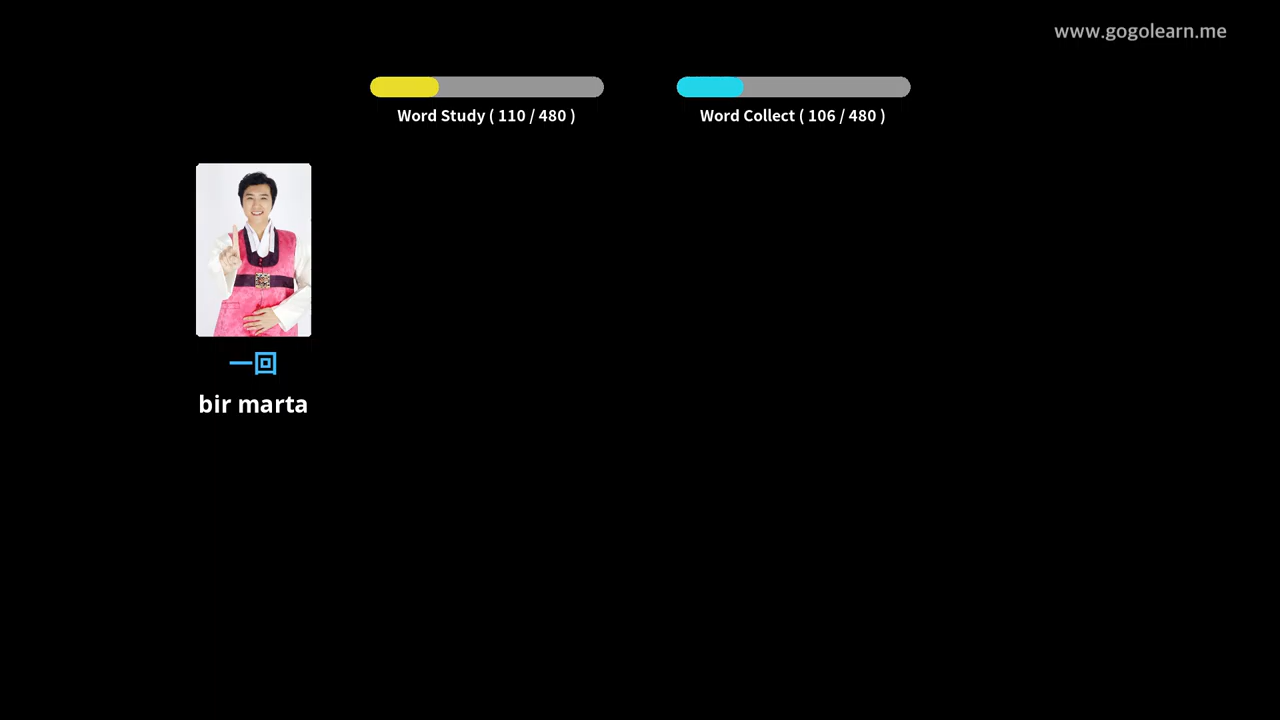 www.gogolearn.me
Word Study ( 110 / 480 )
Word Collect ( 106 / 480 )
一回
bir marta